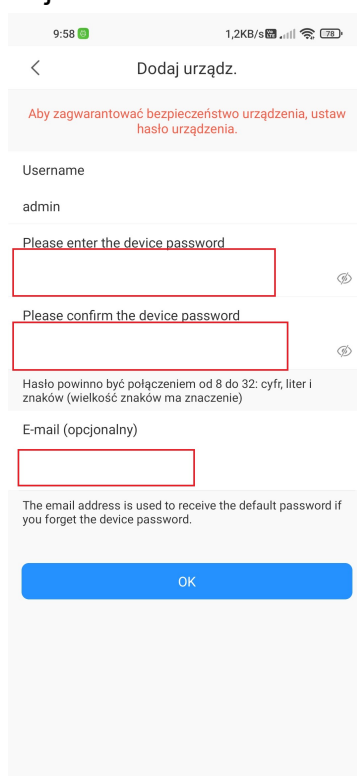 9:58
1,2KB/s 78
Dodaj urządz.
Aby zagwarantować bezpieczeństwo urządzenia, ustaw
hasło urządzenia.
Username
admin
Please enter the device password
Please confirm the device password
Hasło powinno być połączeniem od 8 do 32: cyfr, liter i
znaków (wielkość znaków ma znaczenie)
E-mail (opcjonalny)
The email address is used to receive the default password if
you forget the device password.
OK